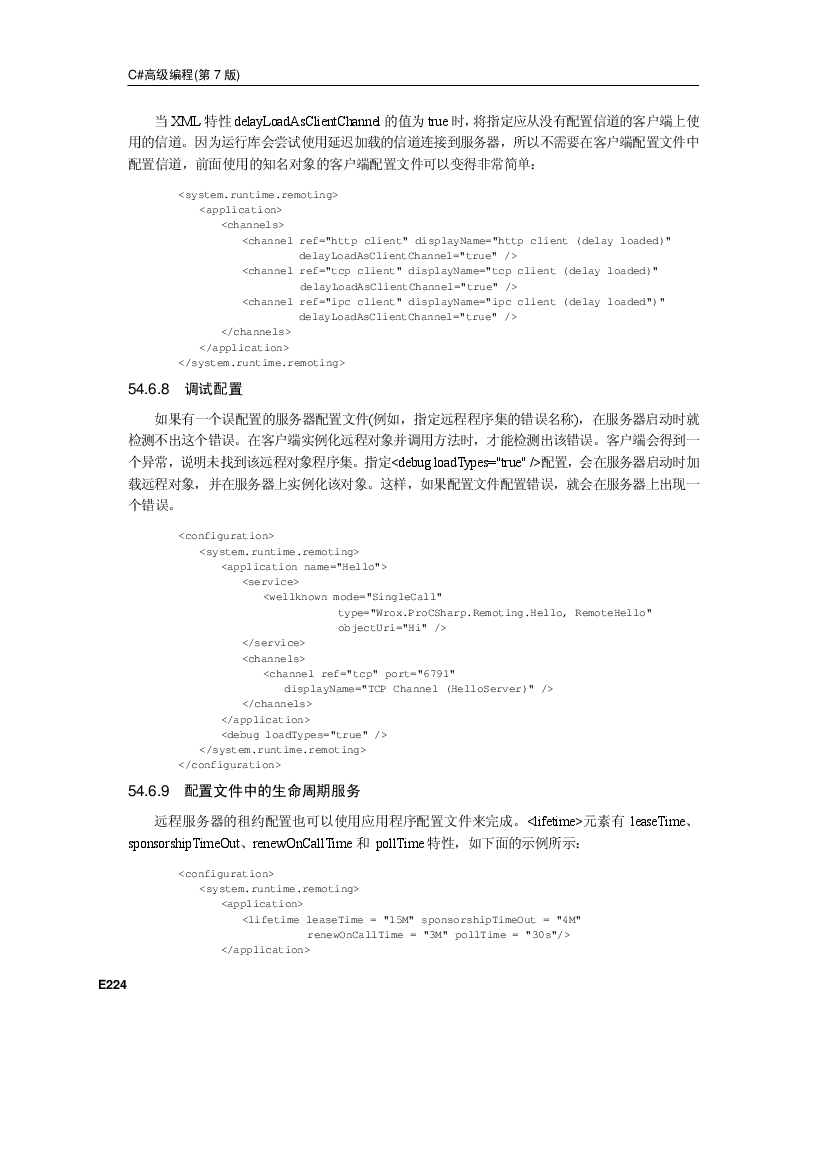 C#高级编程(第 7 版)
当 XML 特性 delayLoadAsClientChannel 的值为 true 时,将指定应从没有配置信道的客户端上使
用的信道。因为运行库会尝试使用延迟加载的信道连接到服务器，所以不需要在客户端配置文件中
配置信道，前面使用的知名对象的客户端配置文件可以变得非常简单：
<system.runtime.remoting>
<application>
<channels>
<channel ref="http client" displayName="http client (delay loaded)"
delayLoadAsClientChannel="true" />
<channel ref="tcp client" displayName="tcp client (delay loaded)"
delayLoadAsClientChannel="true" />
<channel ref="ipc client" displayName="ipc client (delay loaded")"
delayLoadAsClientChannel="true" />
</channels>
</application>
</system.runtime.remoting>
54.6.8 调试配置
如果有一个误配置的服务器配置文件(例如，指定远程程序集的错误名称)，在服务器启动时就
检测不出这个错误。在客户端实例化远程对象并调用方法时，才能检测出该错误。客户端会得到一
个异常，说明未找到该远程对象程序集。指定<debug loadTypes="true" />配置，会在服务器启动时加
载远程对象，并在服务器上实例化该对象。这样，如果配置文件配置错误，就会在服务器上出现一
个错误。
<configuration>
<system.runtime.remoting>
<application name="Hello">
<service>
<wellknown mode="SingleCall"
type="Wrox.ProCSharp.Remoting.Hello, RemoteHello"
objectUri="Hi" />
</service>
<channels>
<channel ref="tcp" port="6791"
displayName="TCP Channel (HelloServer)" />
</channels>
</application>
<debug loadTypes="true" />
</system.runtime.remoting>
</configuration>
54.6.9 配置文件中的生命周期服务
远程服务器的租约配置也可以使用应用程序配置文件来完成。<lifetime>元素有 leaseTime、
sponsorshipTimeOut、renewOnCallTime 和 pollTime 特性，如下面的示例所示：
<configuration>
<system.runtime.remoting>
<application>
<lifetime leaseTime = "15M" sponsorshipTimeOut = "4M"
renewOnCallTime = "3M" pollTime = "30s"/>
</application>
E224